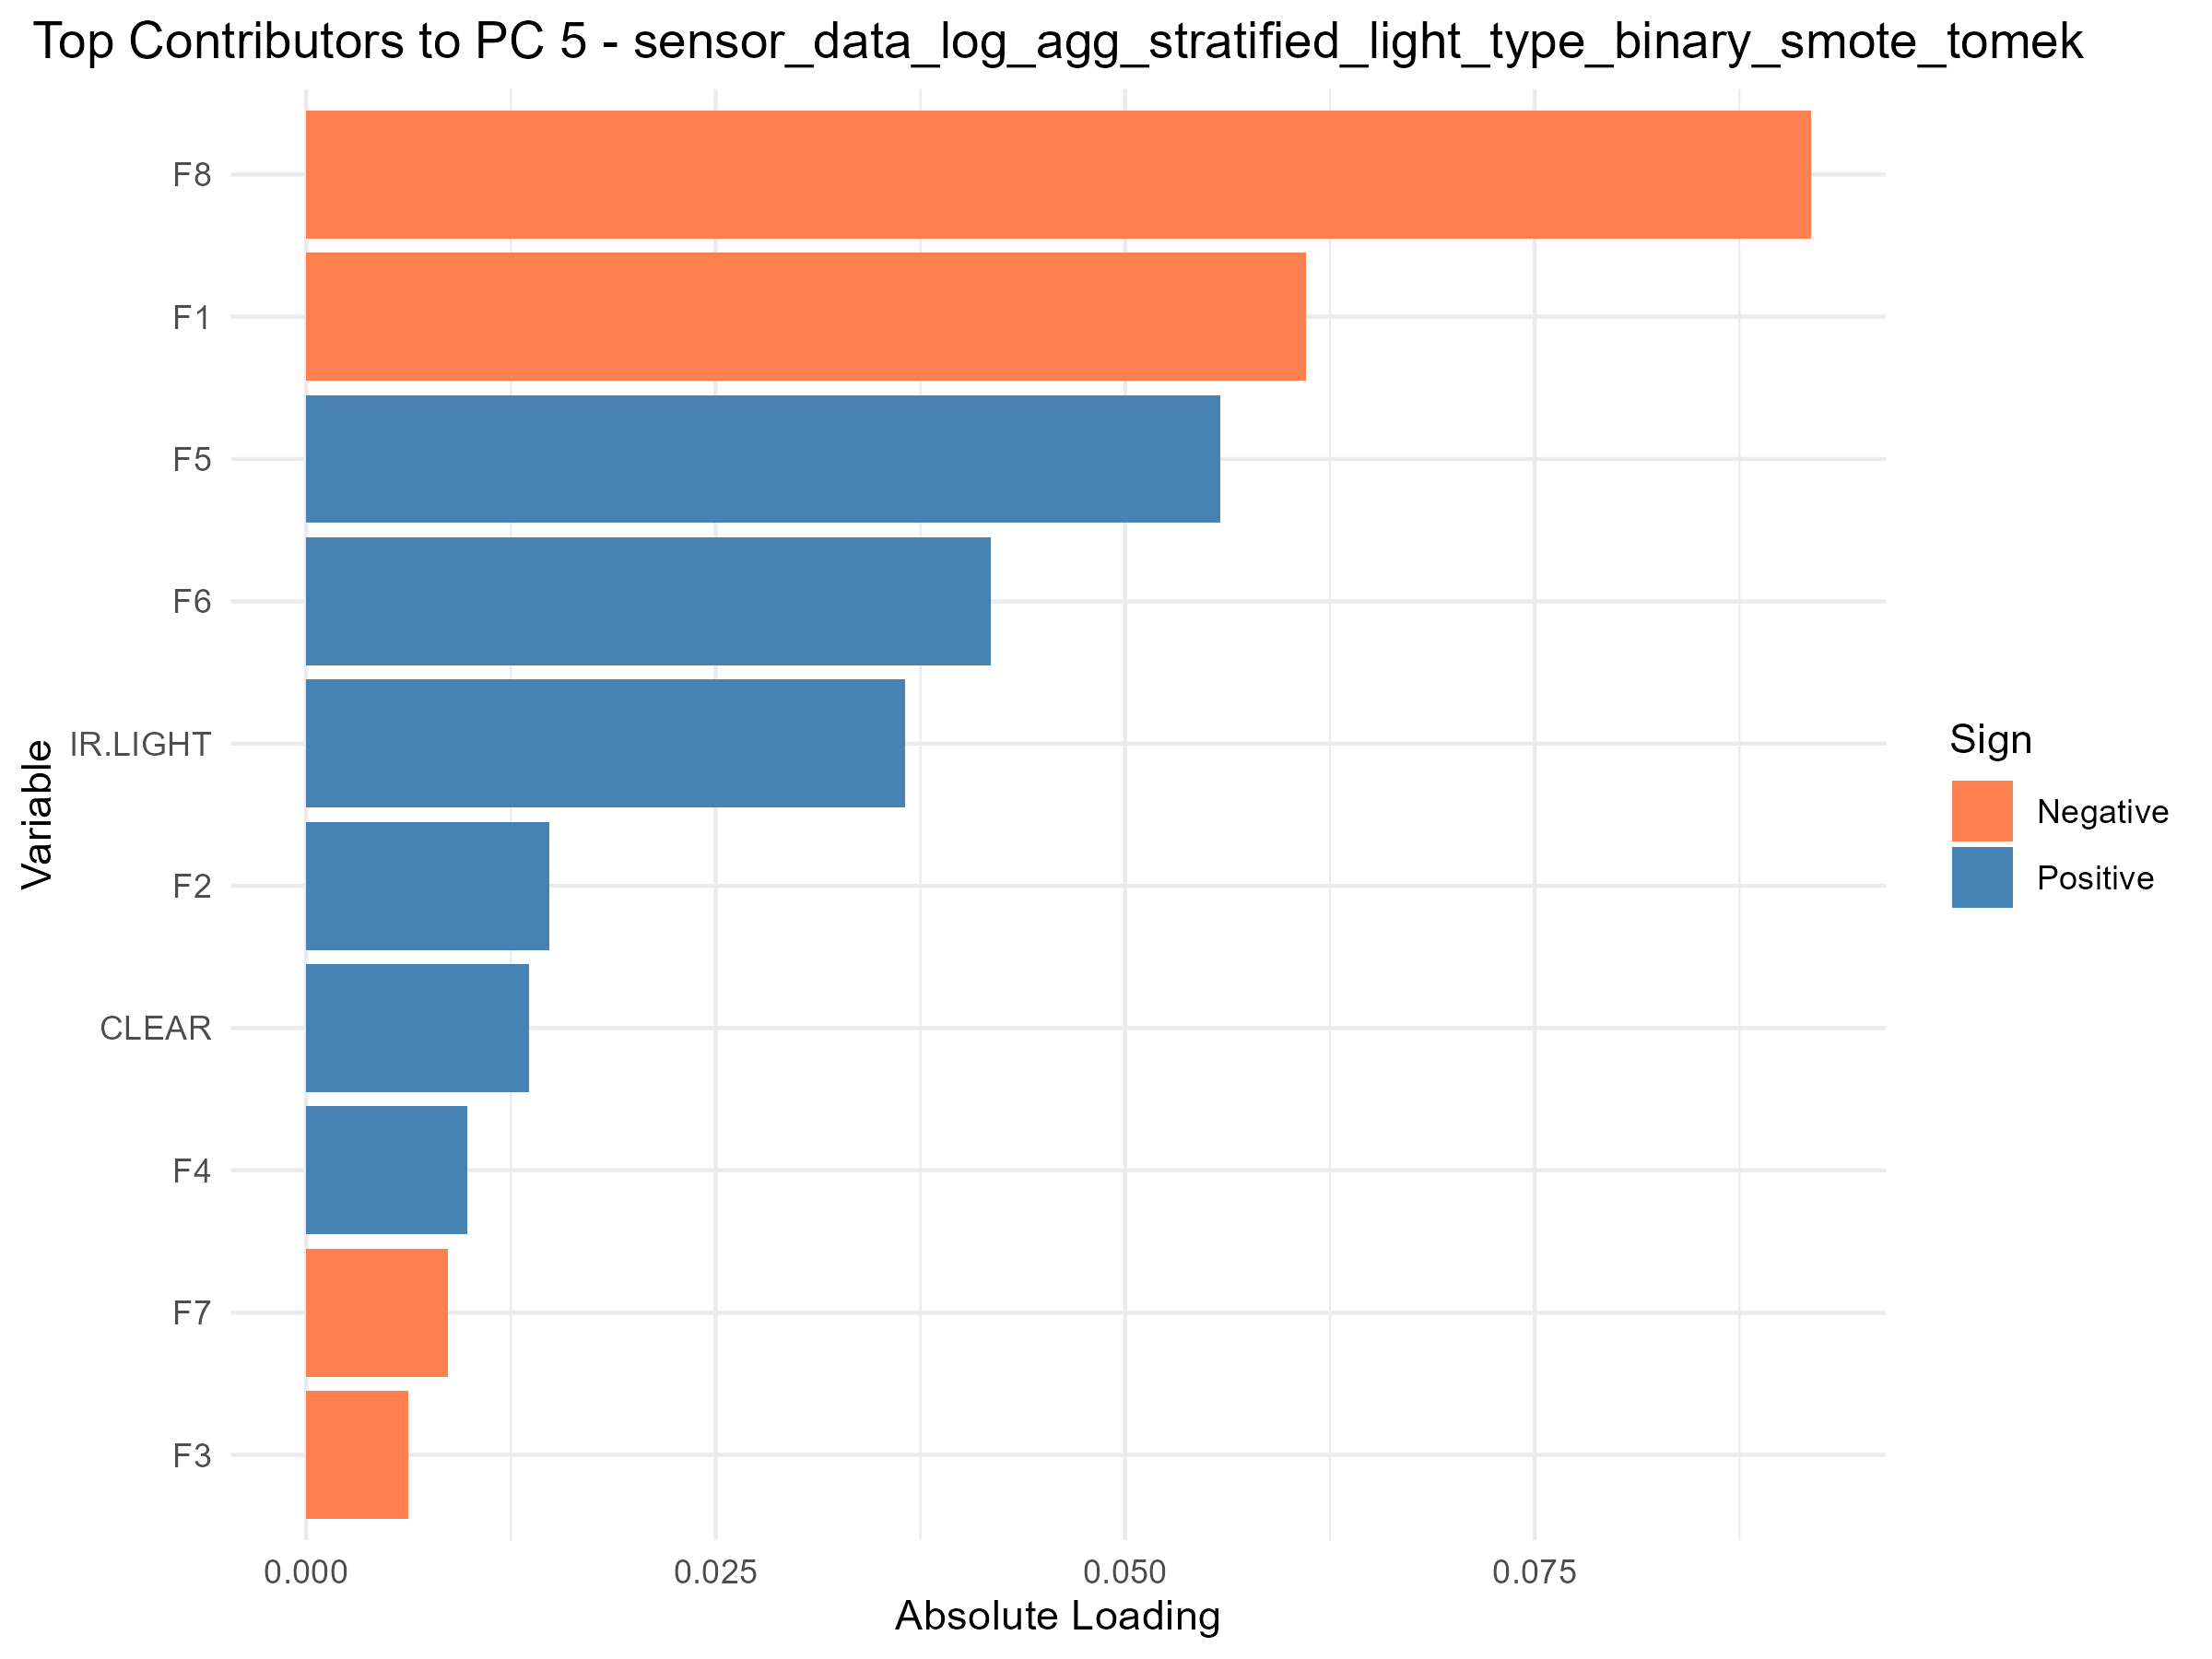 Top Contributors to PC 5 - sensor_data_log_agg_stratified_light_type_binary_smote_tomek
Variable
F8
F1
F5
F6
IR.LIGHT
F2
CLEAR
F4
F7
F3
0.000 0.025 0.050 0.075
Absolute Loading
Sign
Negative
Positive